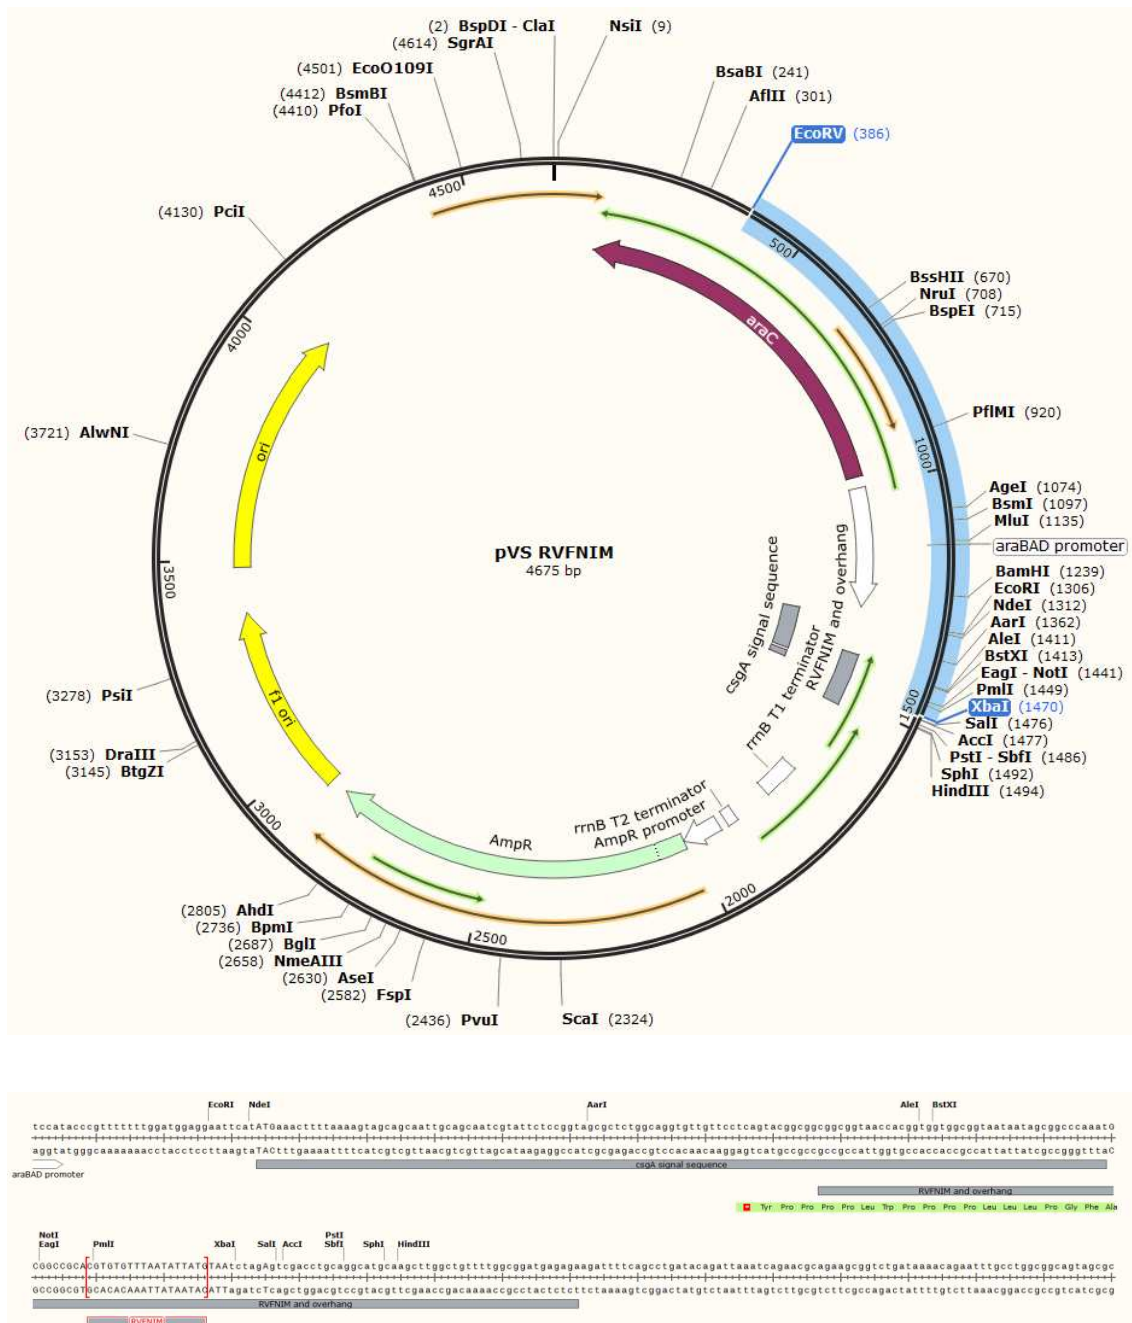 (2) BspDI - ClaI
NsiI (9)
(4614) SgrAI
(4501) EcoO109I
(4412) BsmBI
(4410) PfoI
BsaBI (241)
AflII (301)
EcoRV (386)
(4130) PciI
4500
500
BssHII (670)
NruI (708)
BspEI (715)
araC
4000
PflMI (920)
(3721) AlwNI
ori
1000
AgeI (1074)
BsmI (1097)
MluI (1135)
araBAD promoter
pVS RVFNIM
4675 bp
3500
BamHI (1239)
EcoRI (1306)
NdeI (1312)
AarI (1362)
AleI (1411)
BstXI (1413)
EagI - NotI (1441)
PmlI (1449)
XbaI (1470)
SalI (1476)
AccI (1477)
PstI - SbfI (1486)
SphI (1492)
HindIII (1494)
csgA signal sequence
RVFNIM and overhang
rrnB T1 terminator
1500
(3278) PsiI
f1 ori
(3153) DraIII
(3145) BtgZI
3000
rrnB T2 terminator
AmpR promoter
AmpR
2000
(2805) AhdI
(2736) BpmI
(2687) BglI
(2658) NmeAIII
(2630) AseI
(2582) FspI
2500
(2436) PvuI
ScaI (2324)
EcoRI NdeI AarI AleI BstXI
araBAD promoter
csgA signal sequence
RVFNIM and overhang
Tyr Pro Pro Pro Pro Leu Trp Pro Pro Pro Pro Leu Leu Leu Pro Gly Phe Ala
NotI PstI
EagI PmlI XbaI SalI AccI SbfI SphI HindIII
RVFNIM and overhang
RVFNIM